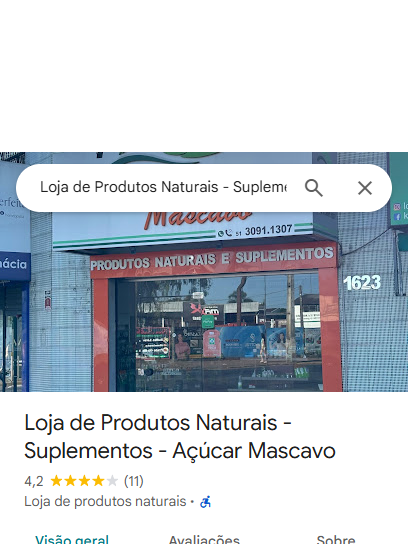 Loja de Produtos Naturais - Supleme
Mascavo
51 3091.1307
PRODUTOS NATURAIS E SUPLEMENTOS
1623
mácia
Loja de Produtos Naturais -
Suplementos - Açúcar Mascavo
4,2 ★★★★★ (11)
Loja de produtos naturais ·
Visão geral
Avaliações
Sobre